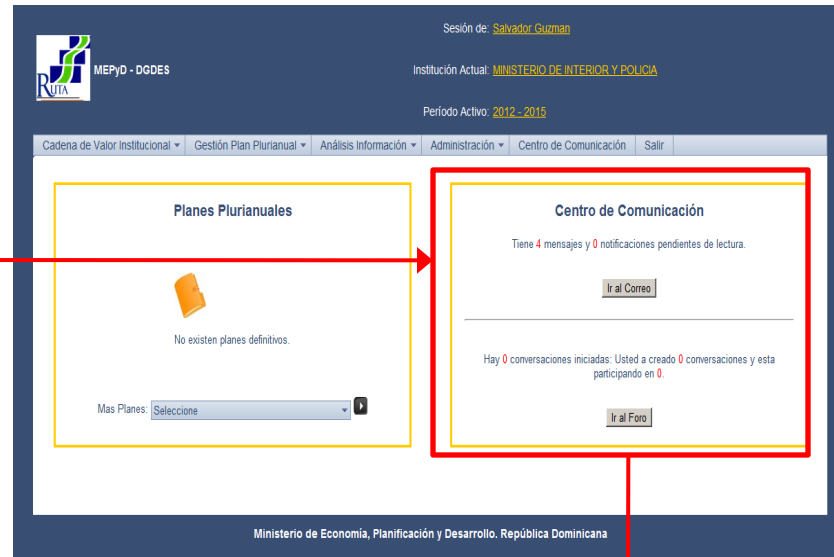 Sesión de: Salvador Guzman
RUTA
MEPyD - DGDES
Institución Actual: MINISTERIO DE INTERIOR Y POLICIA
Período Activo: 2012 - 2015
Cadena de Valor Institucional Gestión Plan Plurianual Análisis Información Administración Centro de Comunicación Salir
Planes Plurianuales
No existen planes definitivos.
Mas Planes: Seleccione
Centro de Comunicación
Tiene 4 mensajes y 0 notificaciones pendientes de lectura.
Ir al Correo
Hay 0 conversaciones iniciadas: Usted a creado 0 conversaciones y esta
participando en 0.
Ir al Foro
Ministerio de Economía, Planificación y Desarrollo. República Dominicana